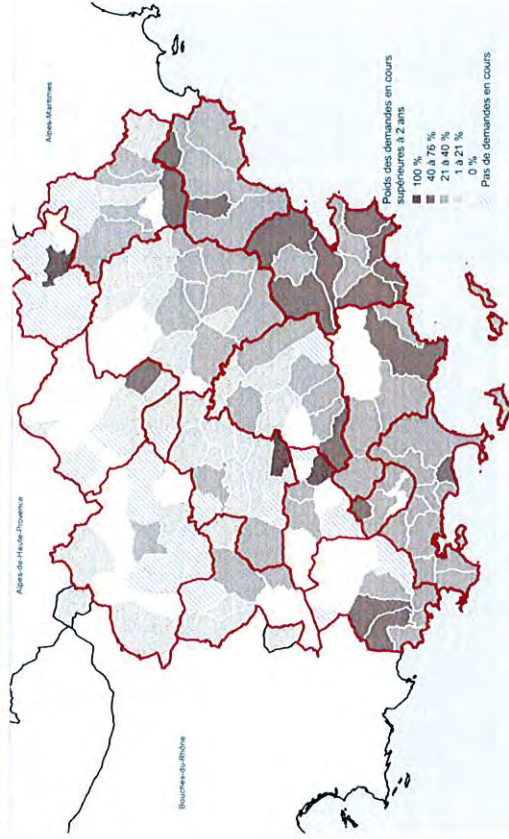 Alpes-de-Haute-Provence
Alpes-Maritimes
Bouches-du-Rhône
Poids des demandes en cours
supérieures à 2 ans
100 %
40 à 76 %
21 à 40 %
1 à 21 %
0 %
Pas de demandes en cours